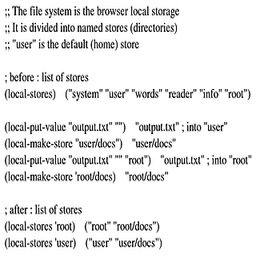 ;; The file system is the browser local storage
;; It is divided into named stores (directories)
;; "user" is the default (home) store
; before : list of stores
(local-stores) ("system" "user" "words" "reader" "info" "root")
(local-put-value "output.txt" "") "output.txt" ; into "user"
(local-make-store "user/docs") "user/docs"
(local-put-value "output.txt" "" "root") "output.txt" ; into "root"
(local-make-store 'root/docs) "root/docs"
; after : list of stores
(local-stores 'root) ("root" "root/docs")
(local-stores 'user) ("user" "user/docs")